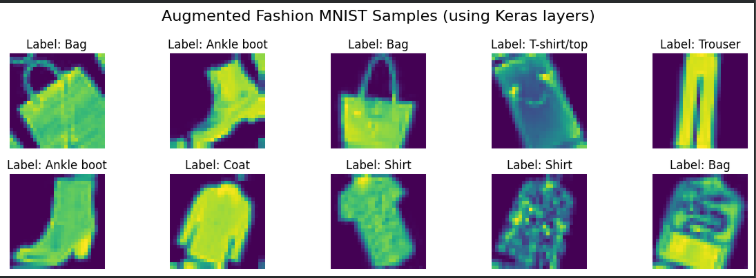 Augmented Fashion MNIST Samples (using Keras layers)
Label: Bag
Label: Ankle boot
Label: Bag
Label: T-shirt/top
Label: Trouser
Label: Ankle boot
Label: Coat
Label: Shirt
Label: Shirt
Label: Bag